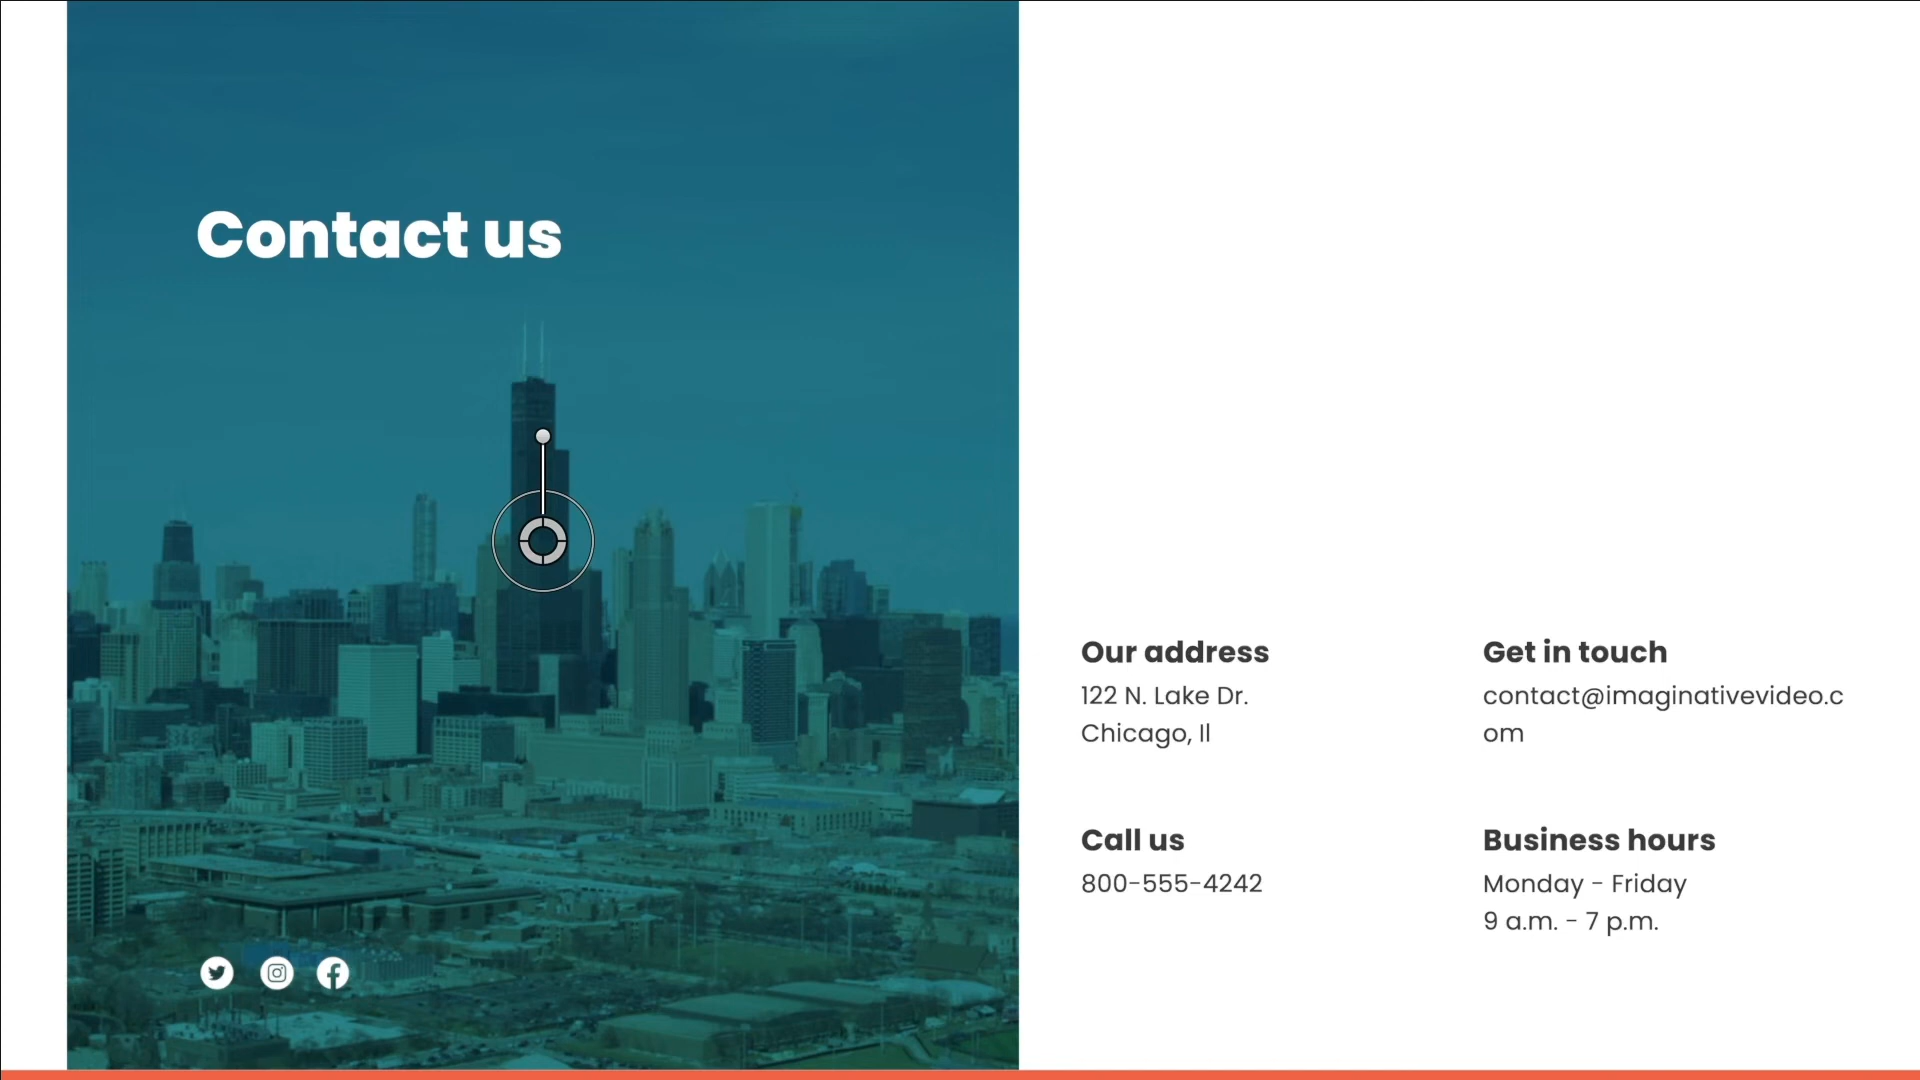 Contact us
Our address
122 N. Lake Dr.
Chicago, Il
Get in touch
contact@imaginativevideo.c
om
Call us
800-555-4242
Business hours
Monday - Friday
9 a.m. - 7 p.m.